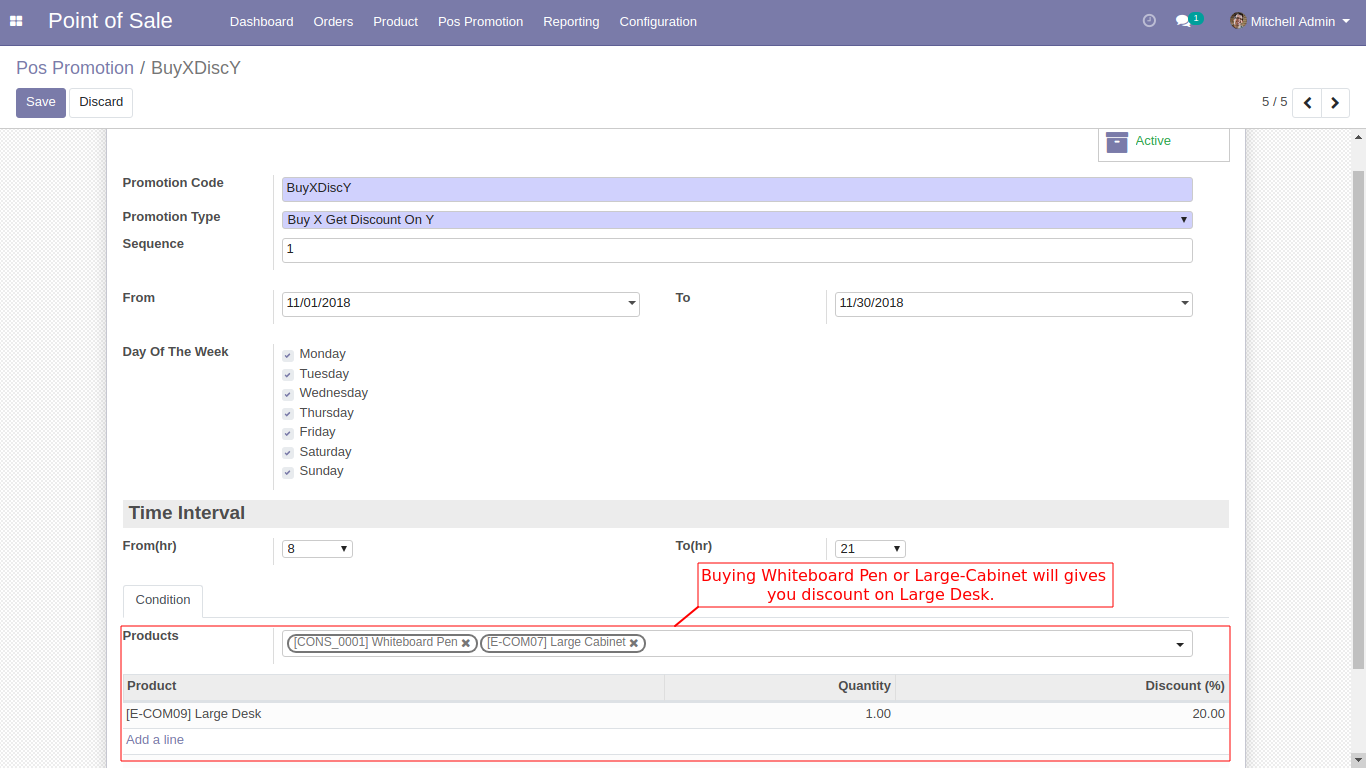 Point of Sale Dashboard Orders Product Pos Promotion Reporting Configuration 1 Mitchell Admin
Pos Promotion / BuyXDiscY
Save Discard 5 / 5
Active
Promotion Code BuyXDiscY
Promotion Type Buy X Get Discount On Y
Sequence 1
From 11/01/2018 To 11/30/2018
Day Of The Week
Monday
Tuesday
Wednesday
Thursday
Friday
Saturday
Sunday
Time Interval
From(hr) 8 To(hr) 21
Buying Whiteboard Pen or Large-Cabinet will gives
you discount on Large Desk.
Condition
Products [CONS_0001] Whiteboard Pen [E-COM07] Large Cabinet
Product Quantity Discount (%)
[E-COM09] Large Desk 1.00 20.00
Add a line